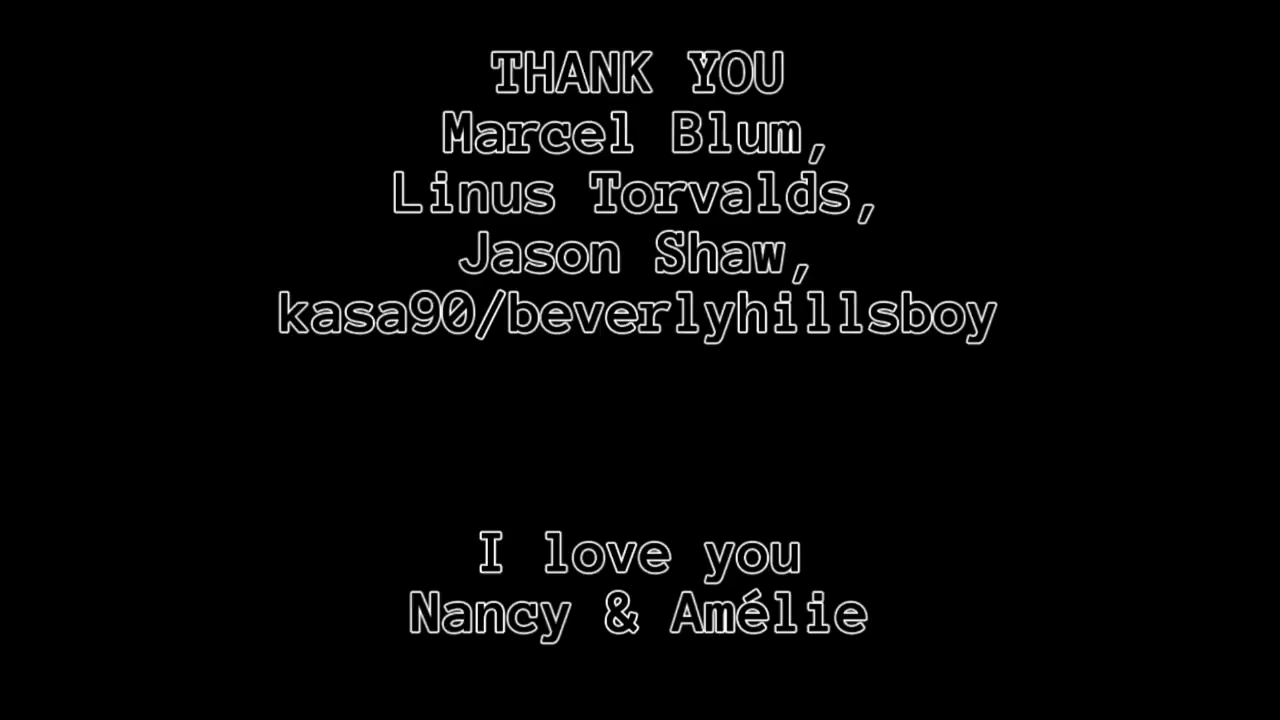 THANK YOU
Marcel Blum,
Linus Torvalds,
Jason Shaw,
kasa90/beverlyhillsboy
I love you
Nancy & Amélie